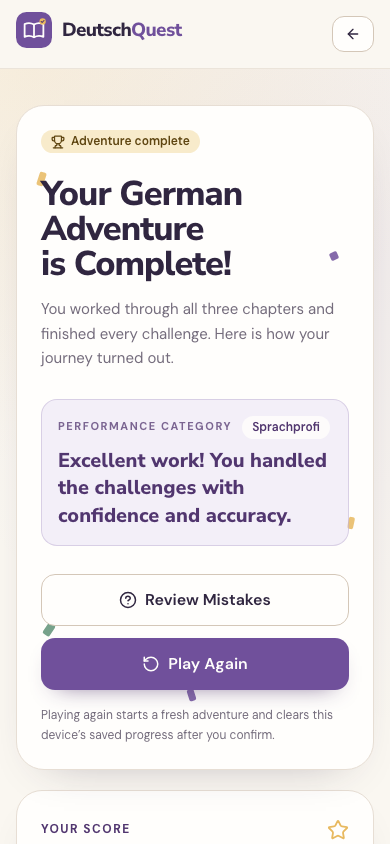 DeutschQuest
Adventure complete
Your German
Adventure
is Complete!
You worked through all three chapters and
finished every challenge. Here is how your
journey turned out.
PERFORMANCE CATEGORY Sprachprofi
Excellent work! You handled
the challenges with
confidence and accuracy.
Review Mistakes
Play Again
Playing again starts a fresh adventure and clears this
device’s saved progress after you confirm.
YOUR SCORE